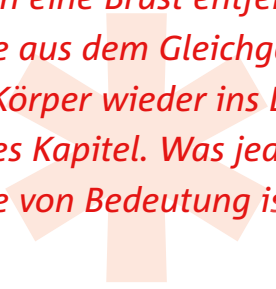 eine Brust
aus dem
Körper wieder ins
Kapitel. Was
von Bedeutung